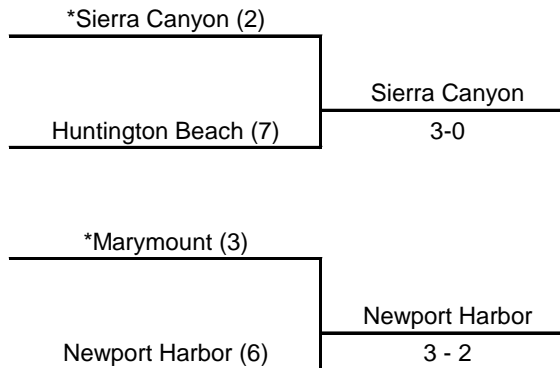 *Sierra Canyon (2)
Sierra Canyon
Huntington Beach (7)
3-0
*Marymount (3)
Newport Harbor
Newport Harbor (6)
3 - 2